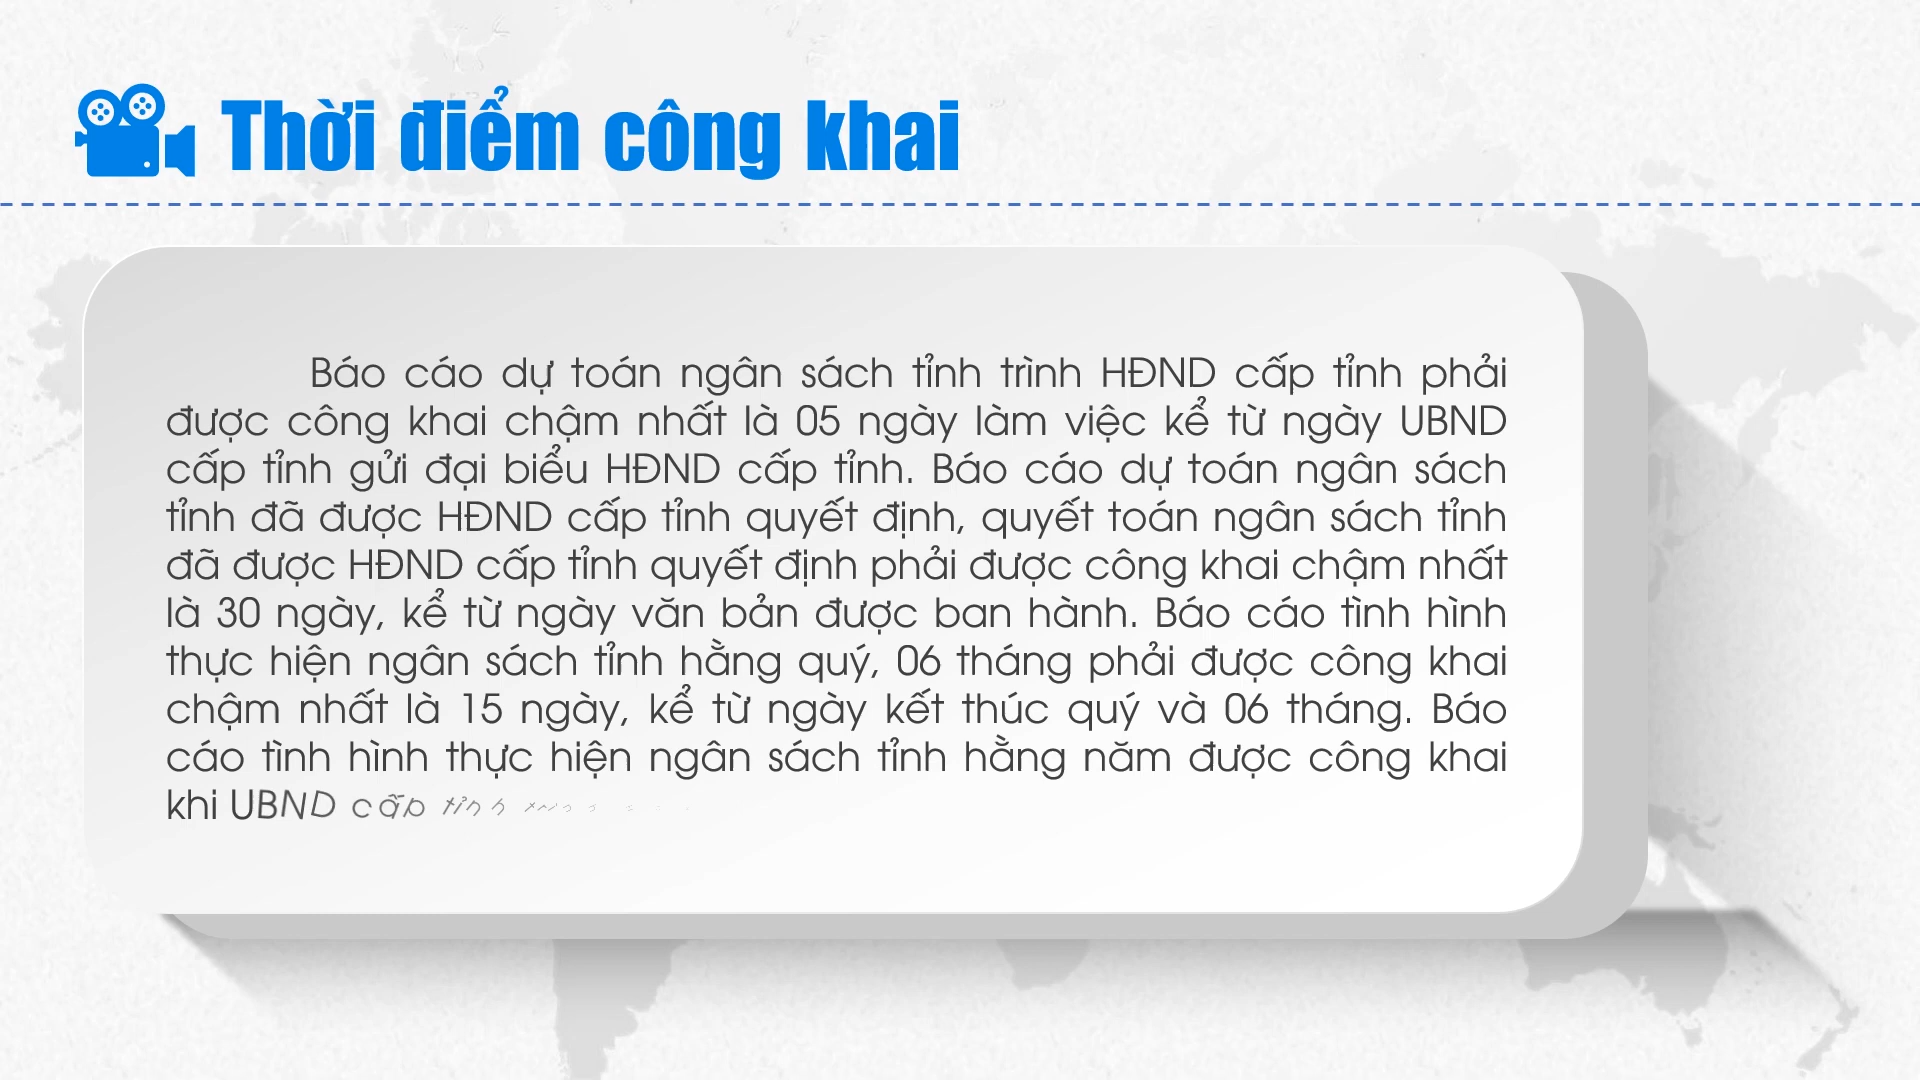 Thời điểm công khai
Báo cáo dự toán ngân sách tỉnh trình HĐND cấp tỉnh phải
được công khai chậm nhất là 05 ngày làm việc kể từ ngày UBND
cấp tỉnh gửi đại biểu HĐND cấp tỉnh. Báo cáo dự toán ngân sách
tỉnh đã được HĐND cấp tỉnh quyết định, quyết toán ngân sách tỉnh
đã được HĐND cấp tỉnh quyết định phải được công khai chậm nhất
là 30 ngày, kể từ ngày văn bản được ban hành. Báo cáo tình hình
thực hiện ngân sách tỉnh hằng quý, 06 tháng phải được công khai
chậm nhất là 15 ngày, kể từ ngày kết thúc quý và 06 tháng. Báo
cáo tình hình thực hiện ngân sách tỉnh hằng năm được công khai
khi UBND cấp tỉnh